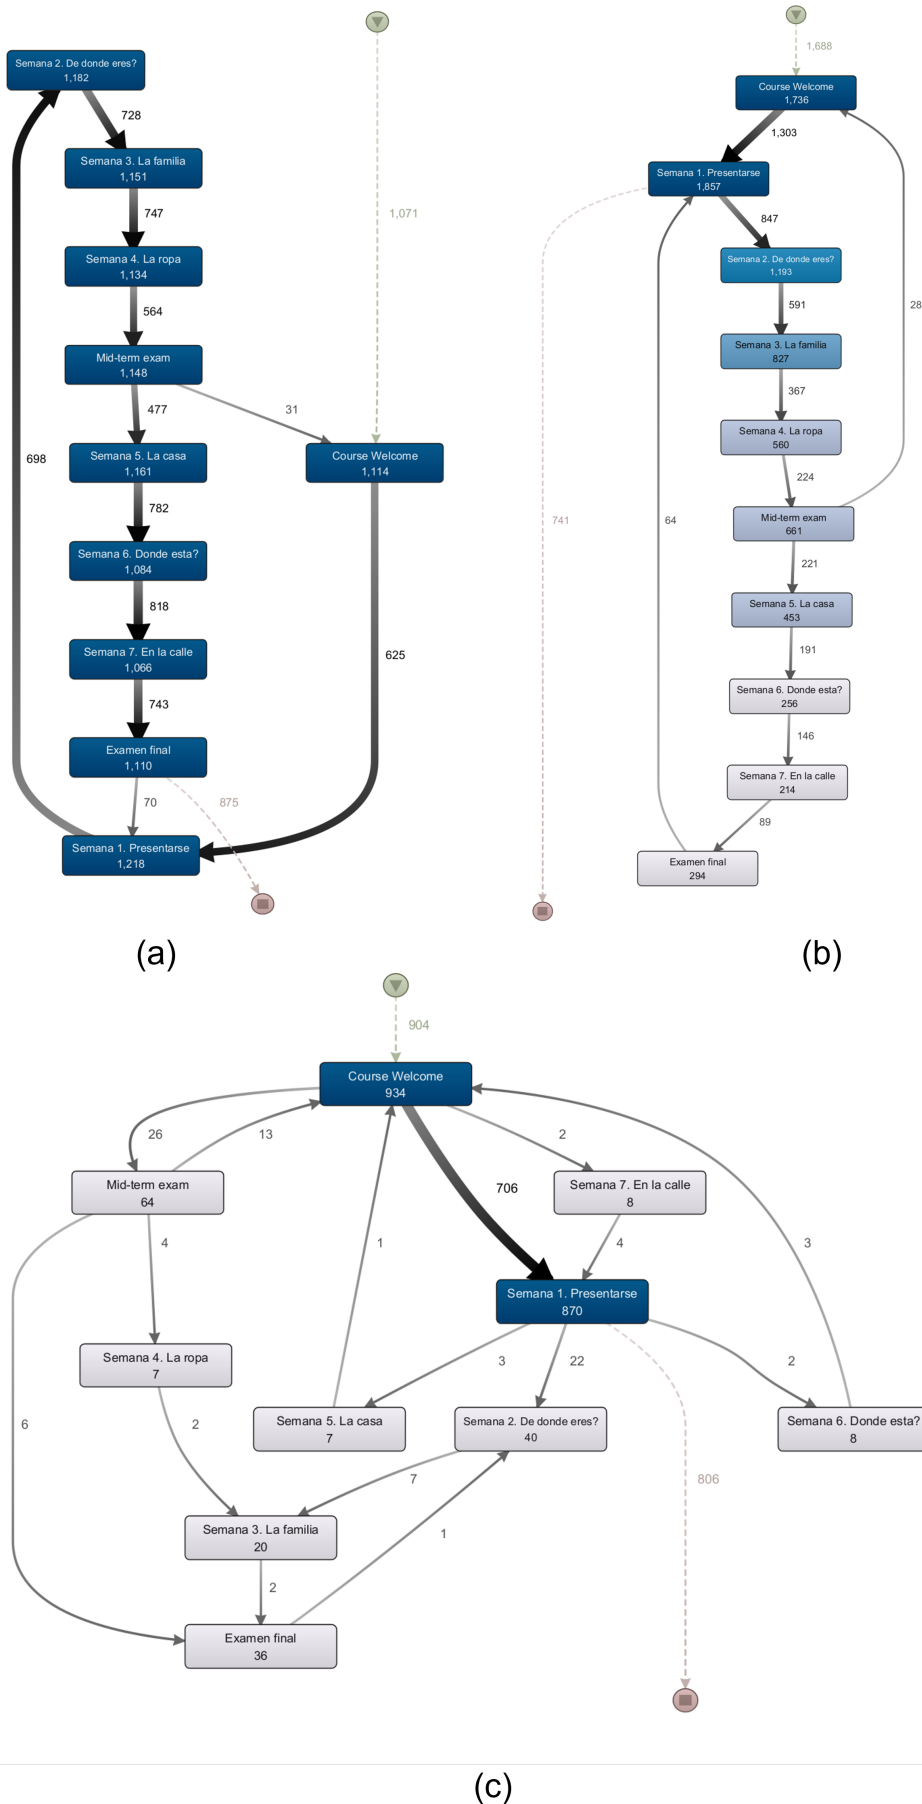 1,071
Semana 2. De donde eres?
1,182
728
Semana 3. La familia
1,151
747
Semana 4. La ropa
1,134
564
Mid-term exam
1,148
477
31
Semana 5. La casa
1,161
Course Welcome
1,114
698
782
Semana 6. Donde esta?
1,084
818
625
Semana 7. En la calle
1,066
743
Examen final
1,110
70
875
Semana 1. Presentarse
1,218
(a)
1,688
Course Welcome
1,736
1,303
Semana 1. Presentarse
1,857
847
Semana 2. De donde eres?
1,193
591
28
Semana 3. La familia
827
367
Semana 4. La ropa
560
224
Mid-term exam
661
741
64
221
Semana 5. La casa
453
191
Semana 6. Donde esta?
256
146
Semana 7. En la calle
214
89
Examen final
294
(b)
904
Course Welcome
934
26
13
2
706
Mid-term exam
64
Semana 7. En la calle
8
4
1
4
3
Semana 1. Presentarse
870
Semana 4. La ropa
7
3
22
2
6
2
Semana 5. La casa
7
Semana 2. De donde eres?
40
Semana 6. Donde esta?
8
7
806
Semana 3. La familia
20
1
2
Examen final
36
(c)